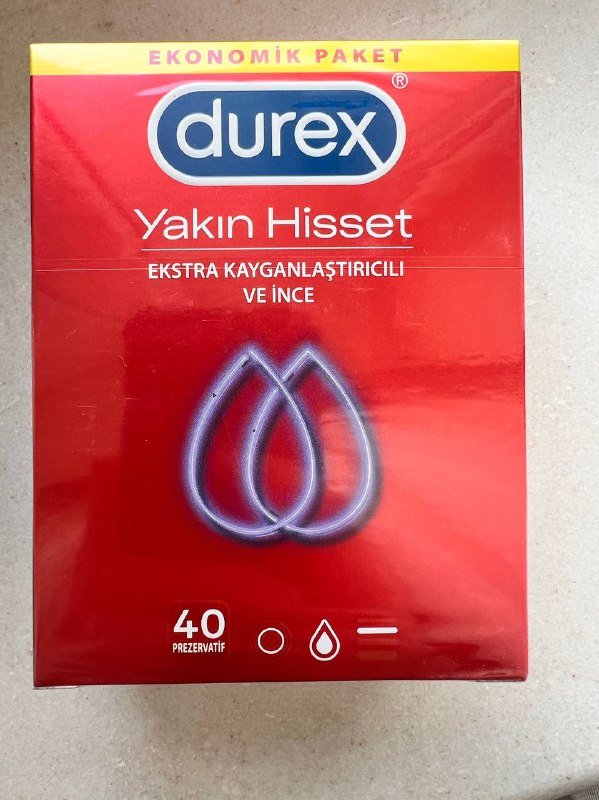 EKONOMİK PAKET
durex®
Yakın Hisset
EKSTRA KAYGANLAŞTIRICILI
VE İNCE
40
PREZERVATİF